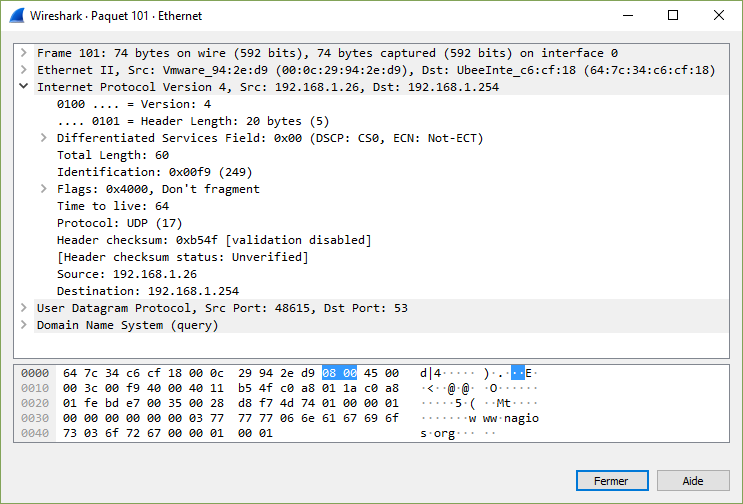 Wireshark · Paquet 101 · Ethernet
Frame 101: 74 bytes on wire (592 bits), 74 bytes captured (592 bits) on interface 0
Ethernet II, Src: Vmware_94:2e:d9 (00:0c:29:94:2e:d9), Dst: UbeeInte_c6:cf:18 (64:7c:34:c6:cf:18)
Internet Protocol Version 4, Src: 192.168.1.26, Dst: 192.168.1.254
0100 .... = Version: 4
.... 0101 = Header Length: 20 bytes (5)
Differentiated Services Field: 0x00 (DSCP: CS0, ECN: Not-ECT)
Total Length: 60
Identification: 0x00f9 (249)
Flags: 0x4000, Don't fragment
Time to live: 64
Protocol: UDP (17)
Header checksum: 0xb54f [validation disabled]
[Header checksum status: Unverified]
Source: 192.168.1.26
Destination: 192.168.1.254
User Datagram Protocol, Src Port: 48615, Dst Port: 53
Domain Name System (query)
0000 64 7c 34 c6 cf 18 00 0c 29 94 2e d9 08 00 45 00 d|4····· )·.···E·
0010 00 3c 00 f9 40 00 40 11 b5 4f c0 a8 01 1a c0 a8 ·<··@·@· ·O······
0020 01 fe bd e7 00 35 00 28 d8 f7 4d 74 01 00 00 01 ·····5·( ··Mt····
0030 00 00 00 00 00 00 03 77 77 77 06 6e 61 67 69 6f ·······w ww·nagio
0040 73 03 6f 72 67 00 00 01 00 01 s·org··· ··
Fermer
Aide